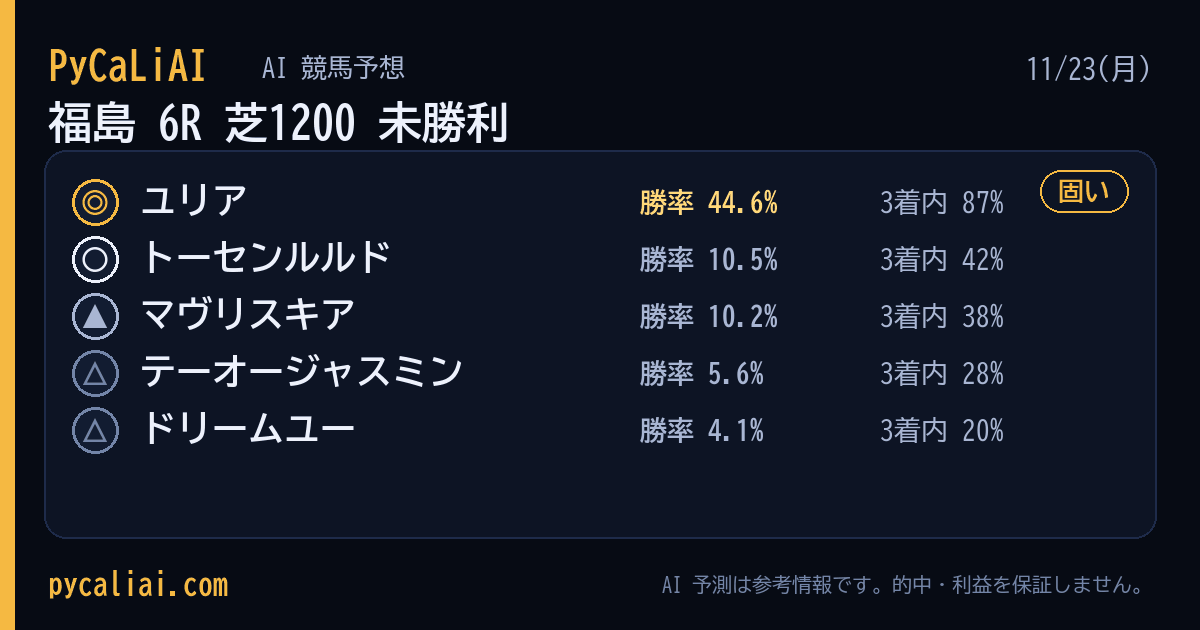 PyCaLiAI AI 競馬予想 11/23(月)
福島 6R 芝1200 未勝利
◎ ユリア 勝率 44.6% 3着内 87% 固い
○ トーセンルルド 勝率 10.5% 3着内 42%
▲ マヴリスキア 勝率 10.2% 3着内 38%
△ テーオージャスミン 勝率 5.6% 3着内 28%
△ ドリームユー 勝率 4.1% 3着内 20%
pycaliai.com AI 予測は参考情報です。的中・利益を保証しません。